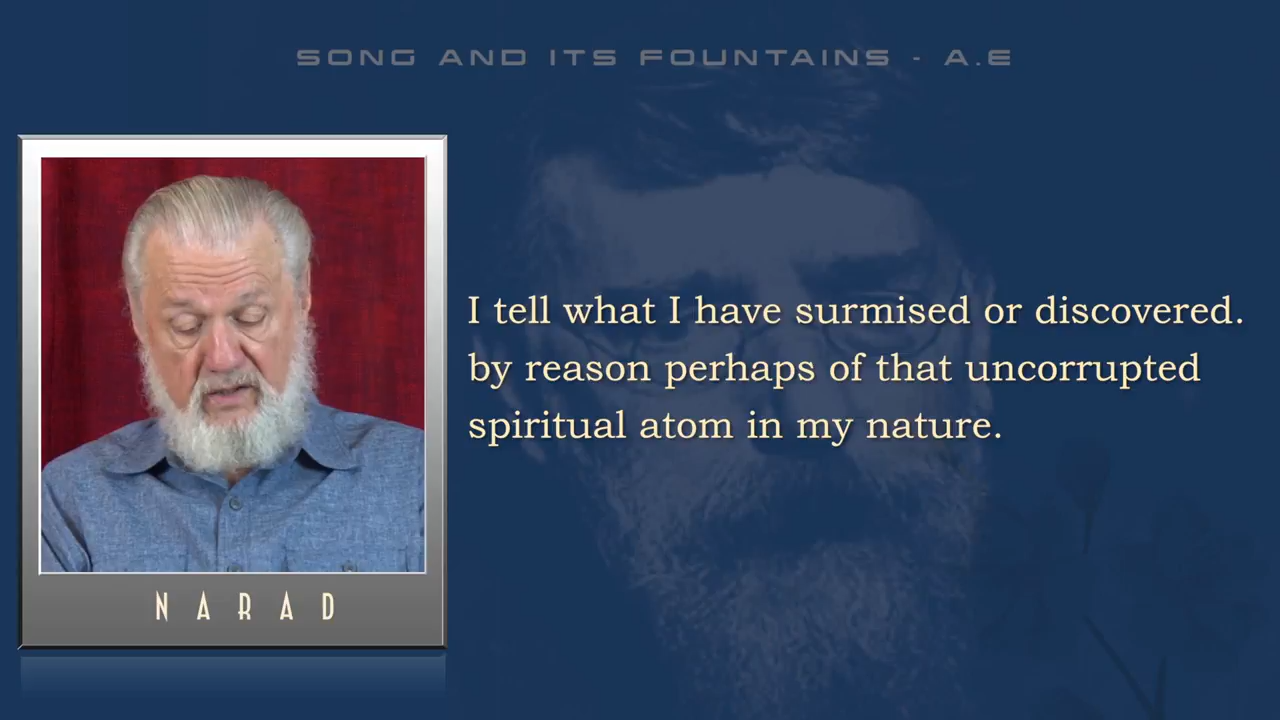 SONG AND ITS FOUNTAINS - A.E
I tell what I have surmised or discovered.
by reason perhaps of that uncorrupted
spiritual atom in my nature.
NARAD